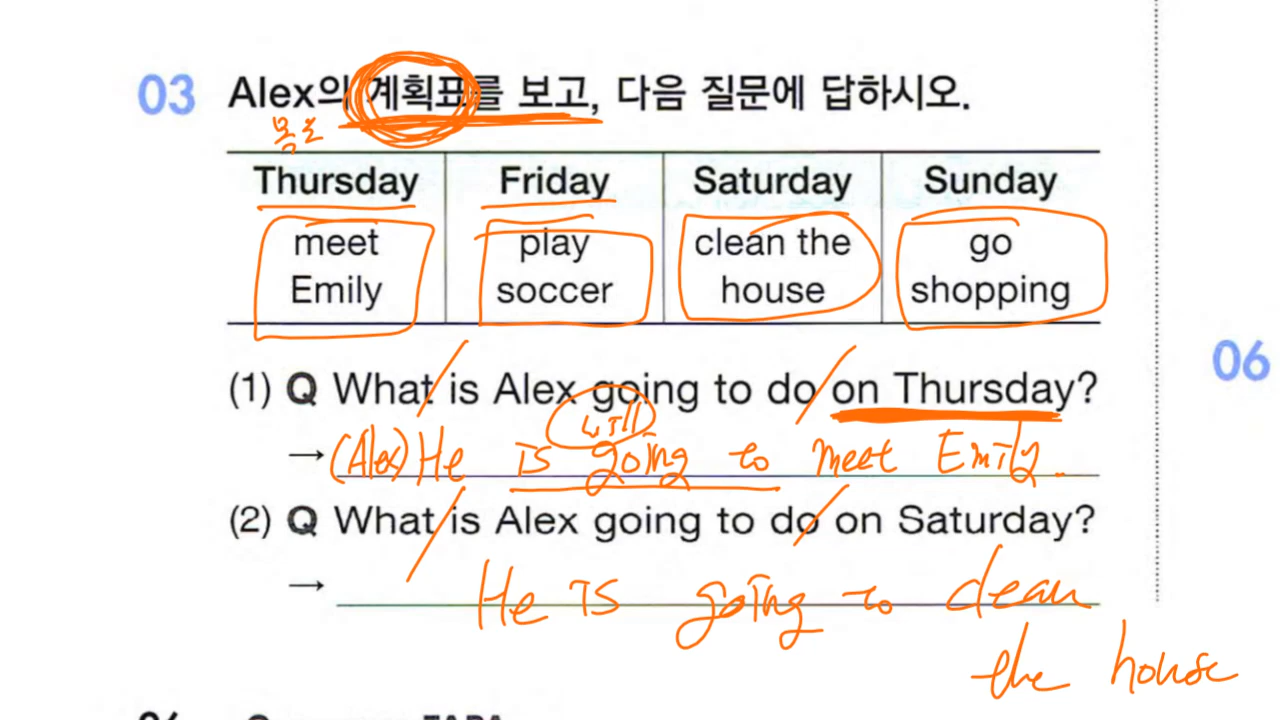 03 Alex의 계획표를 보고, 다음 질문에 답하시오.
Thursday Friday Saturday Sunday
meet play clean the go
Emily soccer house shopping
(1) Q What is Alex going to do on Thursday?
will
→ (Alex) He is going to meet Emily.
(2) Q What is Alex going to do on Saturday?
→ He is going to clean
the house
06